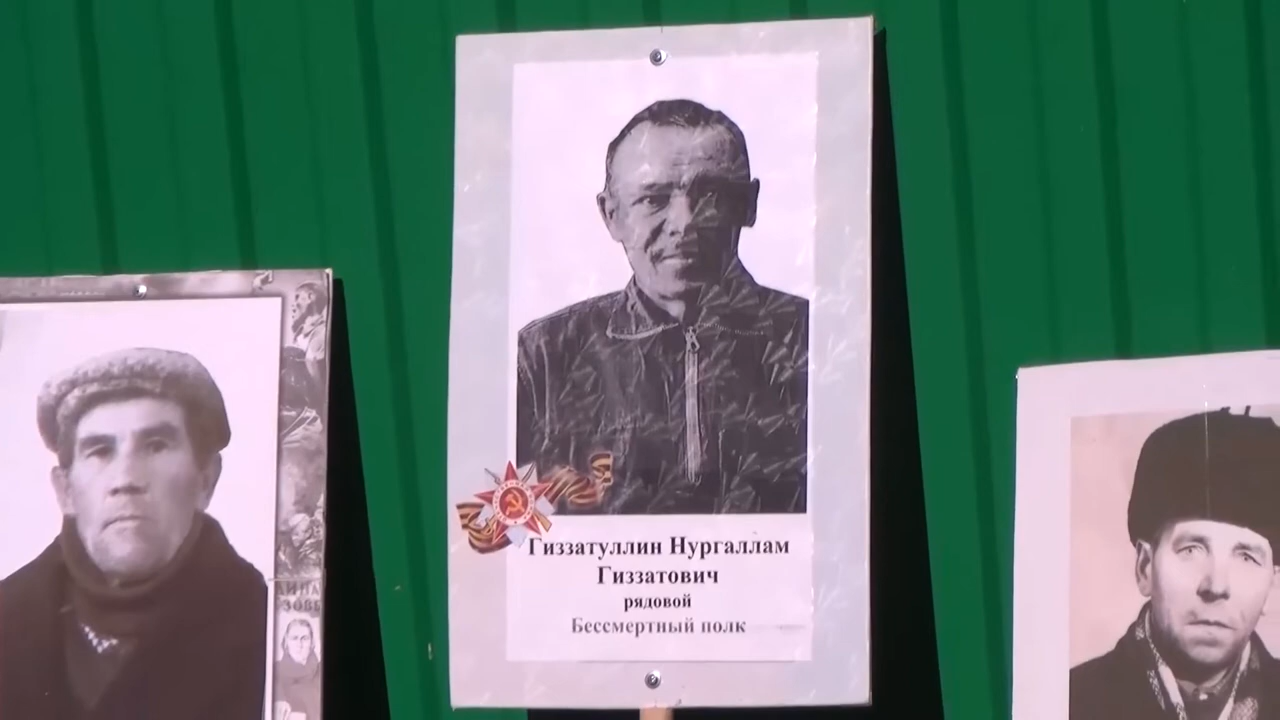 Гиззатуллин Нургаллам
Гиззатович
рядовой
Бессмертный полк